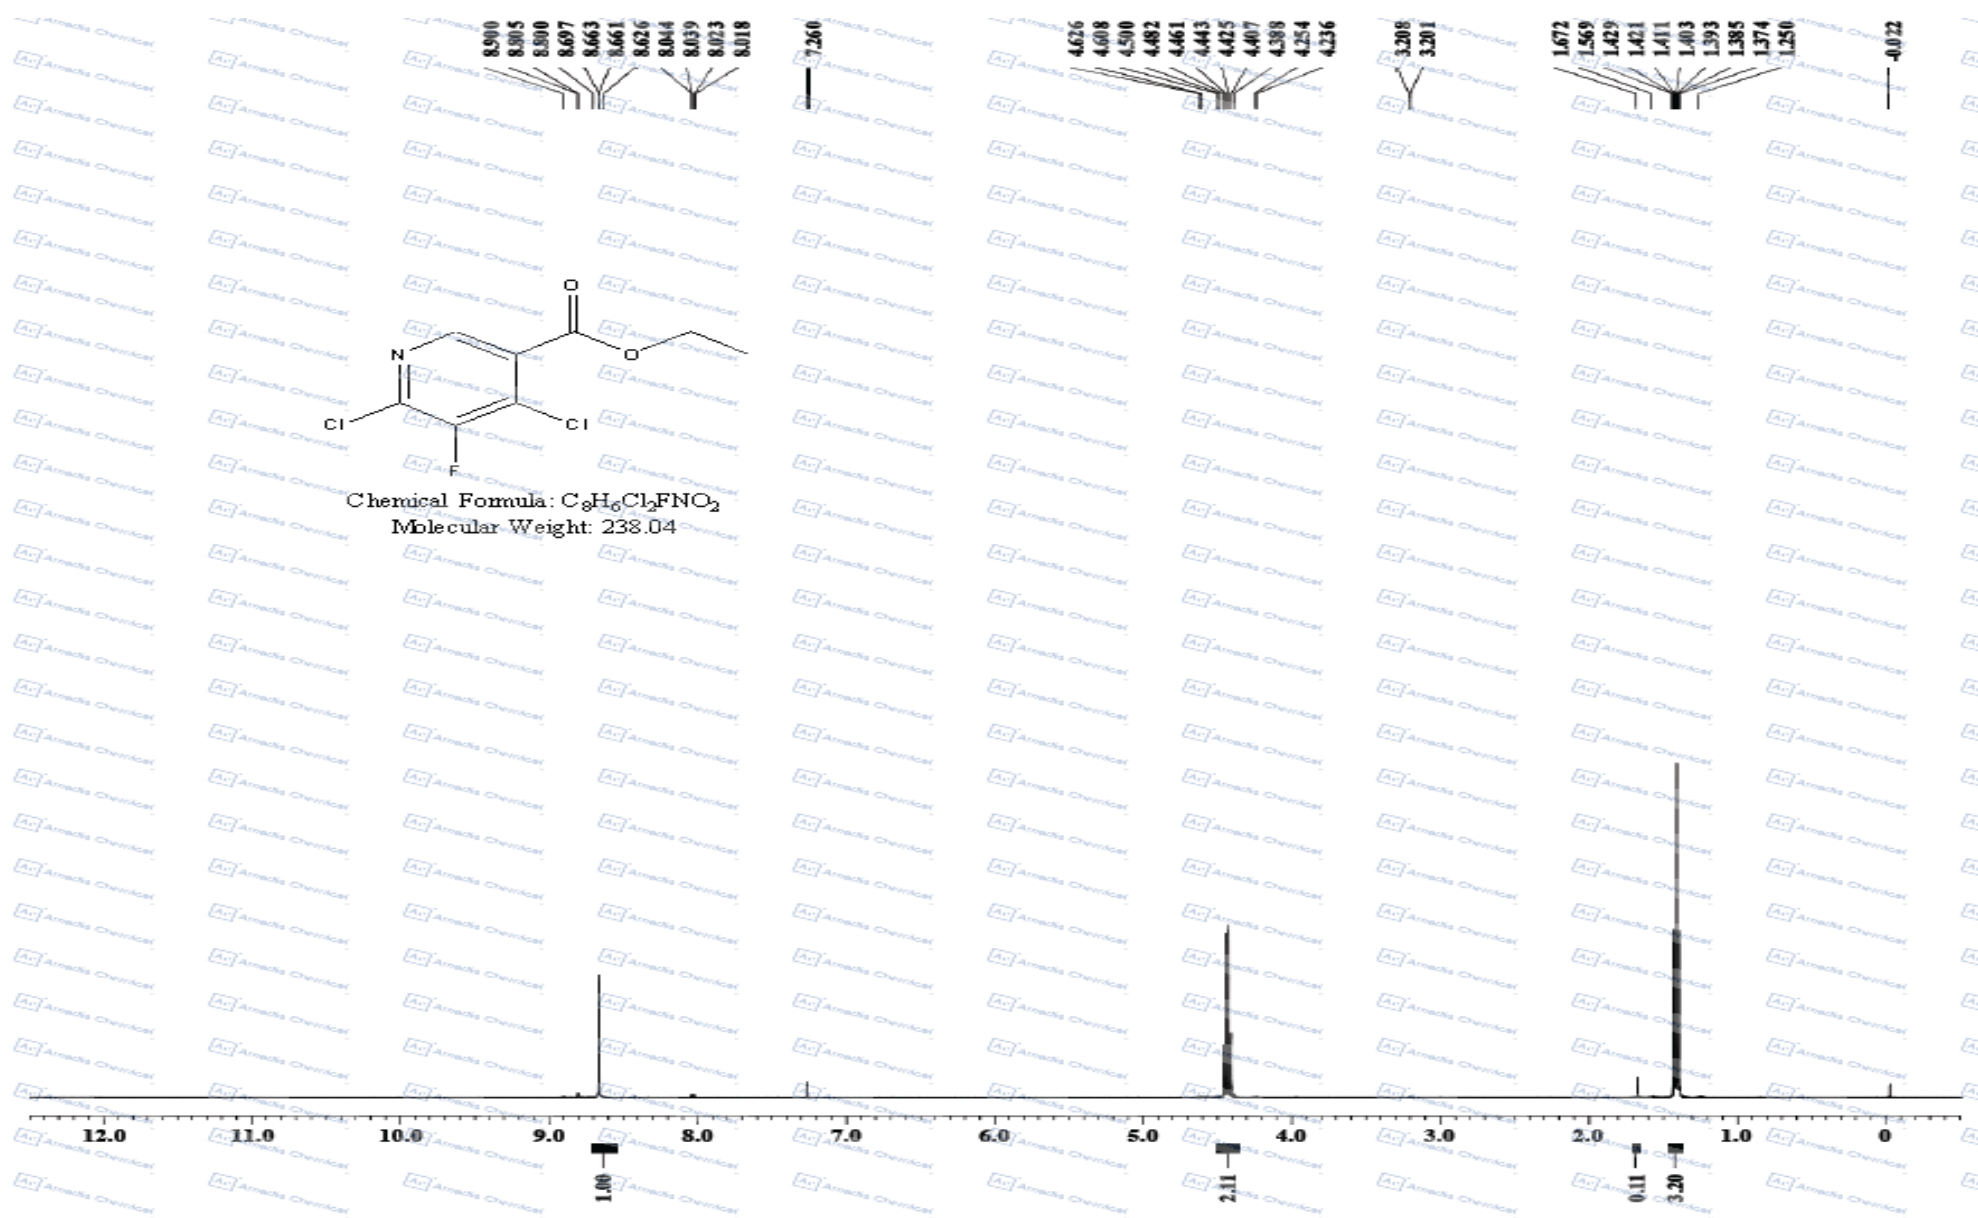 8.900 8.805 8.800 8.697 8.663 8.661 8.626 8.044 8.039 8.023 8.018 7.260 4.626 4.608 4.500 4.482 4.461 4.443 4.425 4.407 4.388 4.254 4.236 3.208 3.201 1.672 1.569 1.429 1.421 1.411 1.403 1.393 1.385 1.374 1.250 -0.022
O
N
O
Cl
Cl
F
Chemical Formula: C₈H₆Cl₂FNO₂
Molecular Weight: 238.04
12.0 11.0 10.0 9.0 8.0 7.0 6.0 5.0 4.0 3.0 2.0 1.0 0
1.00 2.11 0.11 3.20
Amadis Chemical